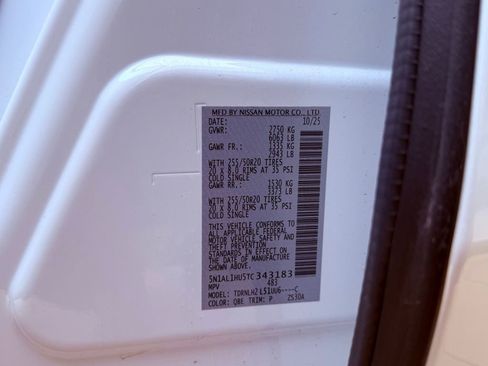 MFD BY NISSAN MOTOR CO., LTD.
DATE: 10/25
GVWR: 2750 KG
6063 LB
GAWR FR.: 1335 KG
2943 LB
WITH 255/50R20 TIRES
20 x 8.0 RIMS AT 35 PSI
COLD SINGLE
GAWR RR.: 1530 KG
3373 LB
WITH 255/50R20 TIRES
20 x 8.0 RIMS AT 35 PSI
COLD SINGLE
THIS VEHICLE CONFORMS TO
ALL APPLICABLE FEDERAL
MOTOR VEHICLE SAFETY
STANDARDS IN EFFECT ON
THE DATE OF MANUFACTURE
SHOWN ABOVE.
5N1AL1HU5TC343183
MPV 483
MODEL: TDRNLHZ L51UU6----C
COLOR: QBE TRIM: P 2530A